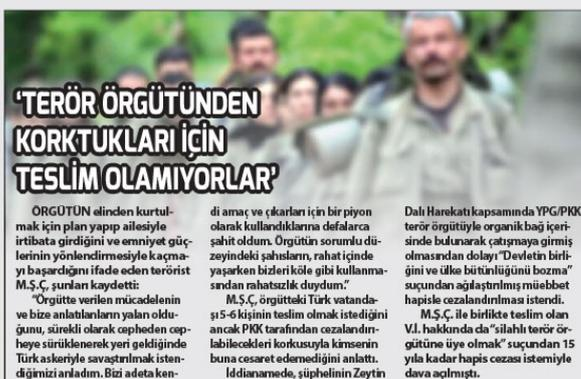 'TERÖR ÖRGÜTÜNDEN
KORKTUKLARI İÇİN
TESLİM OLAMIYORLAR'
ÖRGÜTÜN elinden kurtul-
mak için plan yapıp ailesiyle
irtibata girdiğini ve emniyet güç-
lerinin yönlendirmesiyle kaçma-
yı başardığını ifade eden terörist
M.Ş.Ç, şunları kaydetti:
"Örgütte verilen mücadelenin
ve bize anlatılanların yalan oldu-
ğunu, sürekli olarak cepheden cep-
heye sürüklenerek yeri geldiğinde
Türk askeriyle savaştırılmak isten-
diğimizi anladım. Bizi adeta ken-
di amaç ve çıkarları için bir piyon
olarak kullandıklarına defalarca
şahit oldum. Örgütün sorumlu dü-
zeyindeki şahısların, rahat içinde
yaşarken bizleri köle gibi kullanma-
sından rahatsızlık duydum."
M.Ş.Ç, örgütteki Türk vatanda-
şı 5-6 kişinin teslim olmak istediğini
ancak PKK tarafından cezalandırı-
labilecekleri korkusuyla kimsenin
buna cesaret edemediğini anlattı.
İddianamede, şüphelinin Zeytin
Dalı Harekatı kapsamında YPG/PKK
terör örgütüyle organik bağ içeri-
sinde bulunarak çatışmaya girmiş
olmasından dolayı "Devletin birli-
ğini ve ülke bütünlüğünü bozma"
suçundan ağılaştırılmış müebbet
hapisle cezalandırılması istendi.
M.Ş.Ç. ile birlikte teslim olan
V.İ. hakkında da "silahlı terör ör-
gütüne üye olmak" suçundan 15
yıla kadar hapis cezası istemiyle
dava açılmıştı.